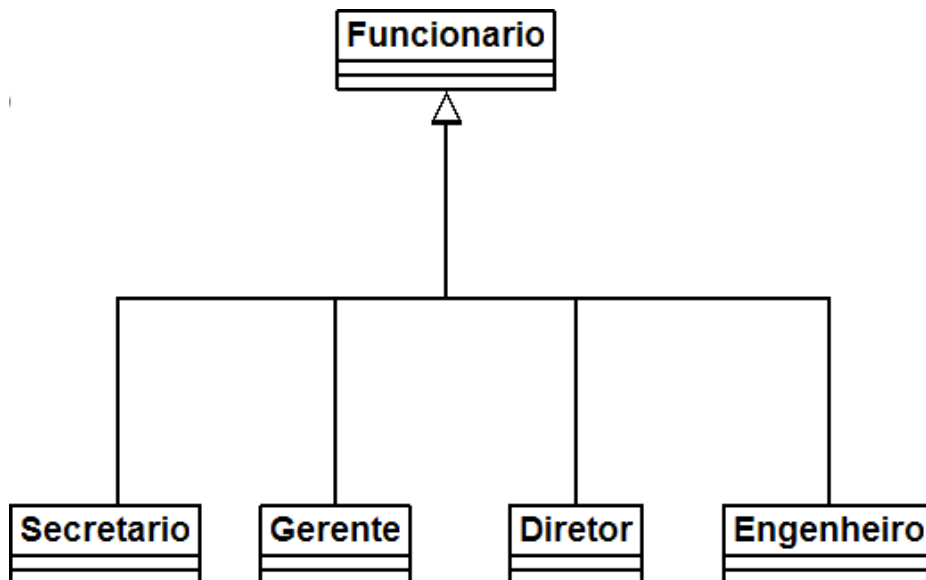 Funcionario
Secretario
Gerente
Diretor
Engenheiro